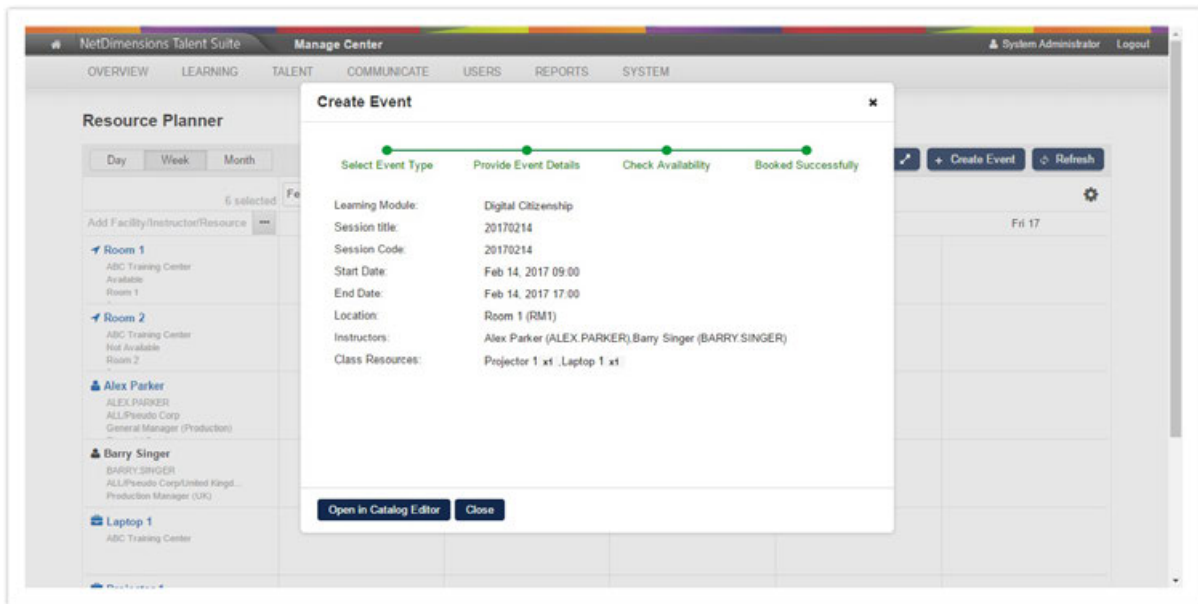 NetDimensions Talent Suite Manage Center System Administrator Logout
OVERVIEW LEARNING TALENT COMMUNICATE USERS REPORTS SYSTEM
Resource Planner
Day Week Month
+ Create Event Refresh
6 selected Fe
Add Facility/Instructor/Resource ••• Fri 17
Room 1
ABC Training Center
Available
Room 1
Room 2
ABC Training Center
Not Available
Room 2
Alex Parker
ALEX.PARKER
ALL/Pseudo Corp
General Manager (Production)
Barry Singer
BARRY.SINGER
ALL/Pseudo Corp/United Kingd...
Production Manager (UK)
Laptop 1
ABC Training Center
Create Event ×
Select Event Type Provide Event Details Check Availability Booked Successfully
Learning Module: Digital Citizenship
Session title: 20170214
Session Code: 20170214
Start Date: Feb 14, 2017 09:00
End Date: Feb 14, 2017 17:00
Location: Room 1 (RM1)
Instructors: Alex Parker (ALEX.PARKER),Barry Singer (BARRY.SINGER)
Class Resources: Projector 1 x1 ,Laptop 1 x1
Open in Catalog Editor Close